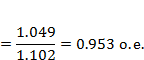 = 1.049 / 1.102 = 0.953 o.e.